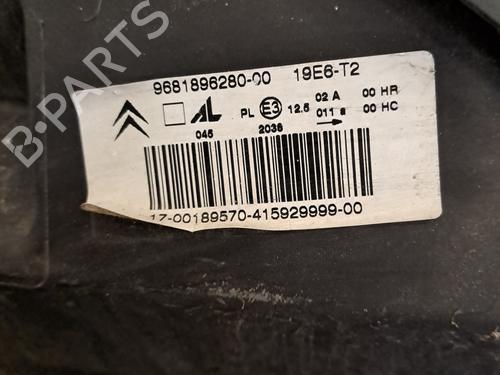 9681896280-00 19E6-T2
AL PL E3 12.5 02 A 00 HR
011 a 00 HC
045 2036
17-00189570-415929999-00
B-Parts